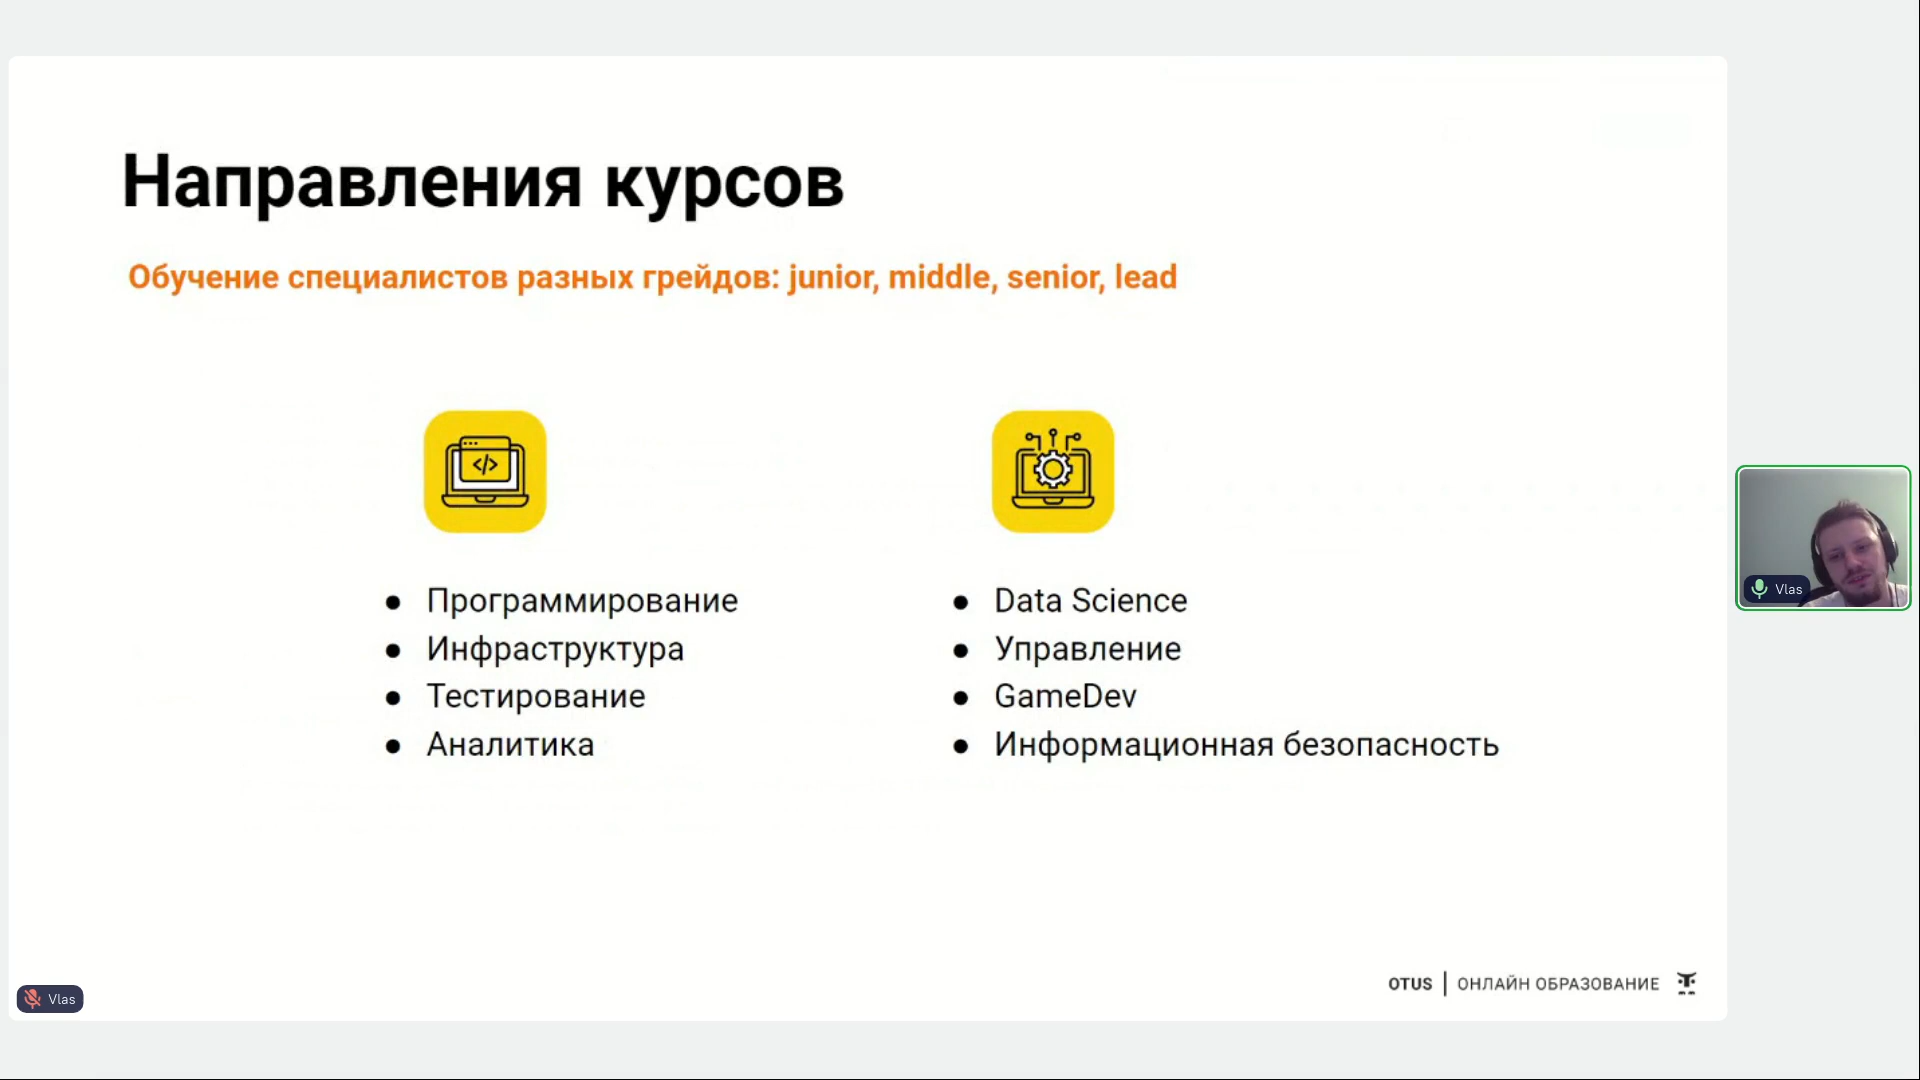 Направления курсов
Обучение специалистов разных грейдов: junior, middle, senior, lead
</>
● Программирование
● Инфраструктура
● Тестирование
● Аналитика
● Data Science
● Управление
● GameDev
● Информационная безопасность
Vlas
OTUS | ОНЛАЙН ОБРАЗОВАНИЕ
Vlas